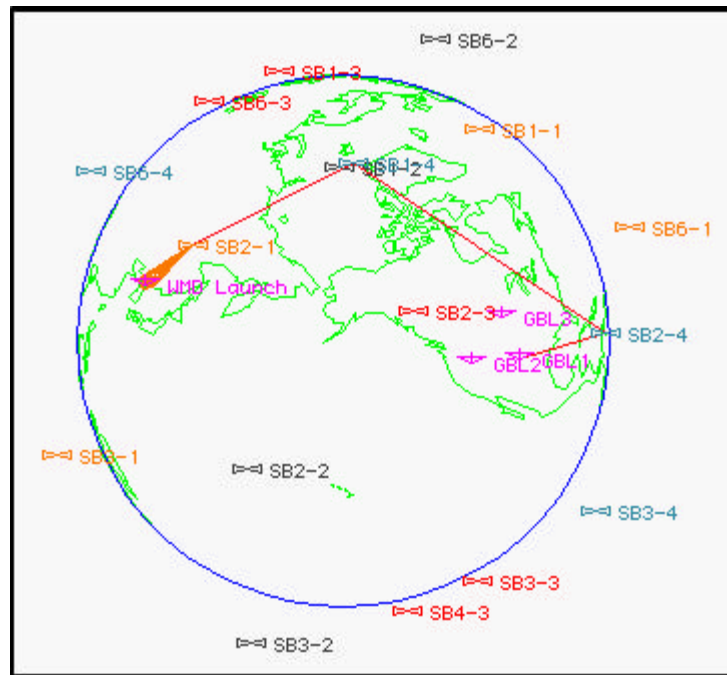 SB6-2
SB1-3
SB6-3
SB1-1
SB1-2
SB1-4
SB6-4
SB6-1
SB2-1
WMD Launch
SB2-3
GBL3
SB2-4
GBL2
GBL1
SB3-1
SB2-2
SB3-4
SB3-3
SB4-3
SB3-2